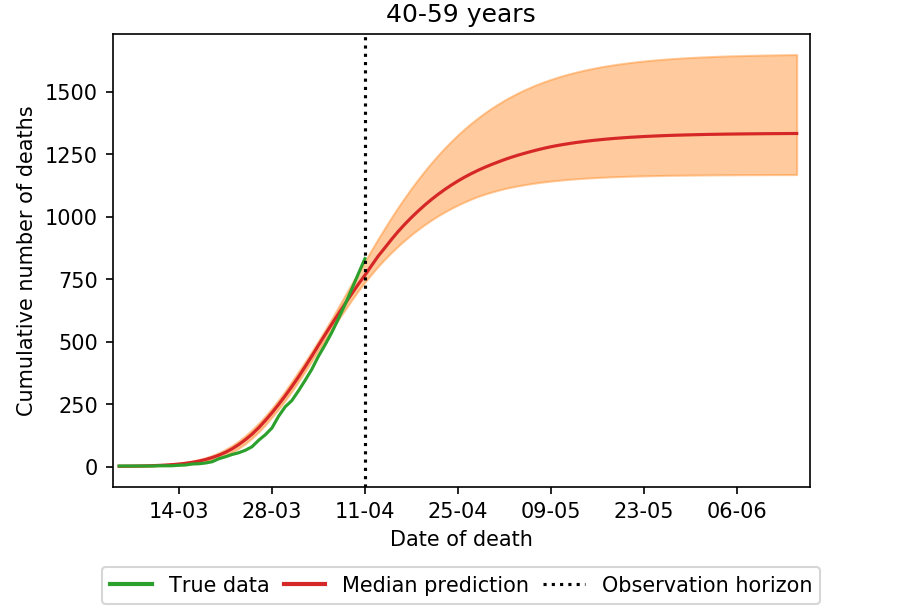 40-59 years
Cumulative number of deaths
1500
1250
1000
750
500
250
0
14-03 28-03 11-04 25-04 09-05 23-05 06-06
Date of death
True data Median prediction Observation horizon